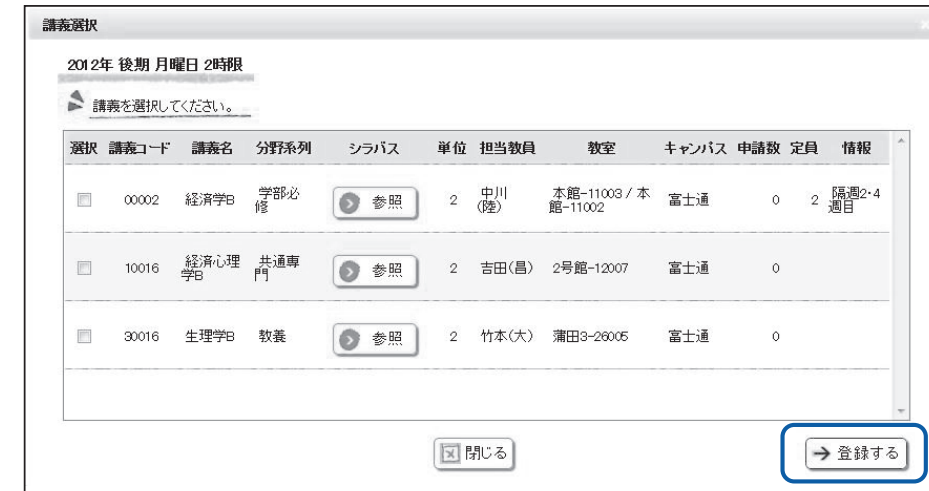 講義選択
2012年 後期 月曜日 2時限
講義を選択してください。
選択 講義コード 講義名 分野系列 シラバス 単位 担当教員 教室 キャンパス 申請数 定員 情報
00002 経済学B 学部必修 参照 2 中川(陸) 本館-11003 / 本館-11002 富士通 0 2 隔週2・4週目
10016 経済心理学B 共通専門 参照 2 吉田(昌) 2号館-12007 富士通 0
30016 生理学B 教養 参照 2 竹本(大) 蒲田3-26005 富士通 0
閉じる 登録する